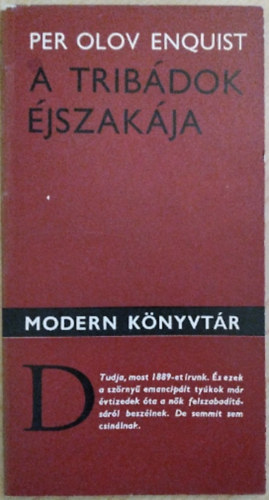 PER OLOV ENQUIST
A TRIBÁDOK
ÉJSZAKÁJA
MODERN KÖNYVTÁR
D
Tudja, most 1889-et írunk. És ezek
a szörnyű emancipált tyúkok már
évtizedek óta a nők felszabadítá-
sáról beszélnek. De semmit sem
csinálnak.